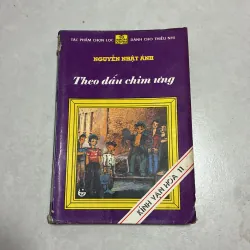 TÁC PHẨM CHỌN LỌC DÀNH CHO THIẾU NHI
NGUYỄN NHẬT ÁNH
Theo dấu chim ưng
KÍNH VẠN HOA 11